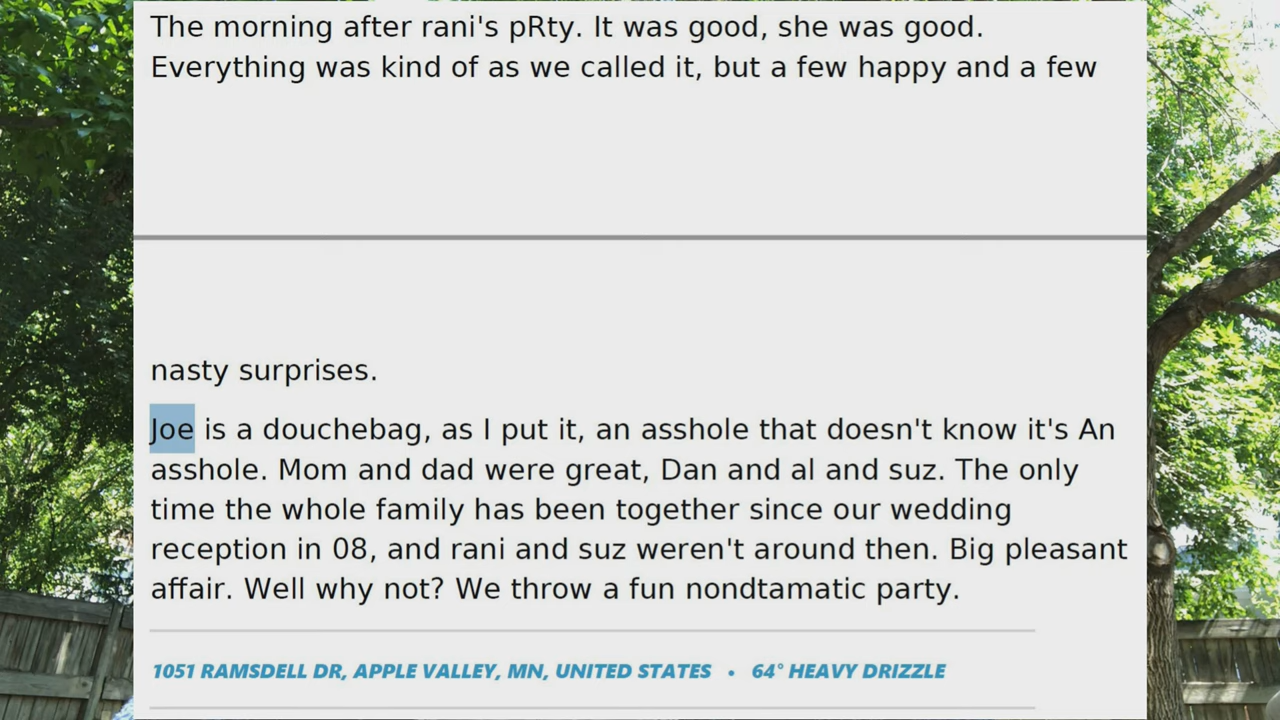 The morning after rani's pRty. It was good, she was good.
Everything was kind of as we called it, but a few happy and a few
nasty surprises.
Joe is a douchebag, as I put it, an asshole that doesn't know it's An
asshole. Mom and dad were great, Dan and al and suz. The only
time the whole family has been together since our wedding
reception in 08, and rani and suz weren't around then. Big pleasant
affair. Well why not? We throw a fun nondtamatic party.
1051 RAMSDELL DR, APPLE VALLEY, MN, UNITED STATES • 64° HEAVY DRIZZLE